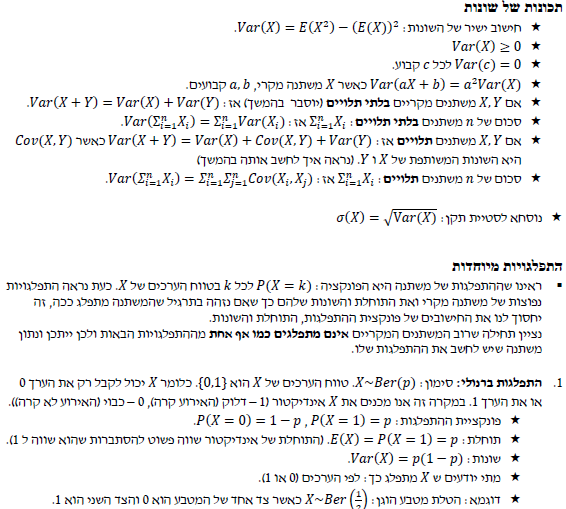 תכונות של שונות
★ חישוב ישיר של השונות: Var(X) = E(X²) − (E(X))².
★ Var(X) ≥ 0
★ Var(c) = 0 לכל c קבוע.
★ Var(aX + b) = a²Var(X) כאשר X משתנה מקרי, a, b קבועים.
★ אם X, Y משתנים מקריים בלתי תלויים (יוסבר בהמשך) אז: Var(X + Y) = Var(X) + Var(Y).
★ סכום של n משתנים בלתי תלויים: Σⁿᵢ₌₁Xᵢ אז: Var(Σⁿᵢ₌₁Xᵢ) = Σⁿᵢ₌₁Var(Xᵢ).
★ אם X, Y משתנים תלויים אז: Var(X + Y) = Var(X) + Cov(X, Y) + Var(Y) כאשר Cov(X, Y)
היא השונות המשותפת של X ו Y. (נראה איך לחשב אותה בהמשך)
★ סכום של n משתנים תלויים: Σⁿᵢ₌₁Xᵢ אז: Var(Σⁿᵢ₌₁Xᵢ) = Σⁿᵢ₌₁Σⁿⱼ₌₁Cov(Xᵢ, Xⱼ).
★ נוסחא לסטיית תקן: σ(X) = √Var(X)
התפלגויות מיוחדות
▪ ראינו שההתפלגות של משתנה היא הפונקציה: P(X = k) לכל k בטווח הערכים של X. כעת נראה התפלגויות
נפוצות של משתנה מקרי ואת התוחלת והשונות שלהם כך שאם נזהה בתרגיל שהמשתנה מתפלג ככה, זה
יחסוך לנו את החישובים של פונקציית ההתפלגות, התוחלת והשונות.
נציין תחילה שרוב המשתנים המקריים אינם מתפלגים כמו אף אחת מההתפלגויות הבאות ולכן ייתכן ונתון
משתנה שיש לחשב את ההתפלגות שלו.
1. התפלגות ברנולי: סימון: X~Ber(p). טווח הערכים של X הוא {0,1}. כלומר X יכול לקבל רק את הערך 0
או את הערך 1. במקרה זה אנו מכנים את X אינדיקטור (1 – דלוק (האירוע קרה), 0 – כבוי (האירוע לא קרה)).
★ פונקציית ההתפלגות: P(X = 0) = 1 − p , P(X = 1) = p.
★ תוחלת: E(X) = P(X = 1) = p. (התוחלת של אינדיקטור שווה פשוט להסתברות שהוא שווה ל 1).
★ שונות: Var(X) = p(1 − p).
★ מתי יודעים ש X מתפלג כך: לפי הערכים (0 או 1).
★ דוגמא: הטלת מטבע הוגן: X~Ber(1/2) כאשר צד אחד של המטבע הוא 0 והצד השני הוא 1.